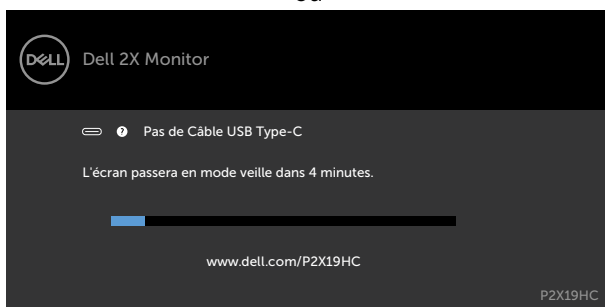 DELL
Dell 2X Monitor
Pas de Câble USB Type-C
L'écran passera en mode veille dans 4 minutes.
www.dell.com/P2X19HC
P2X19HC